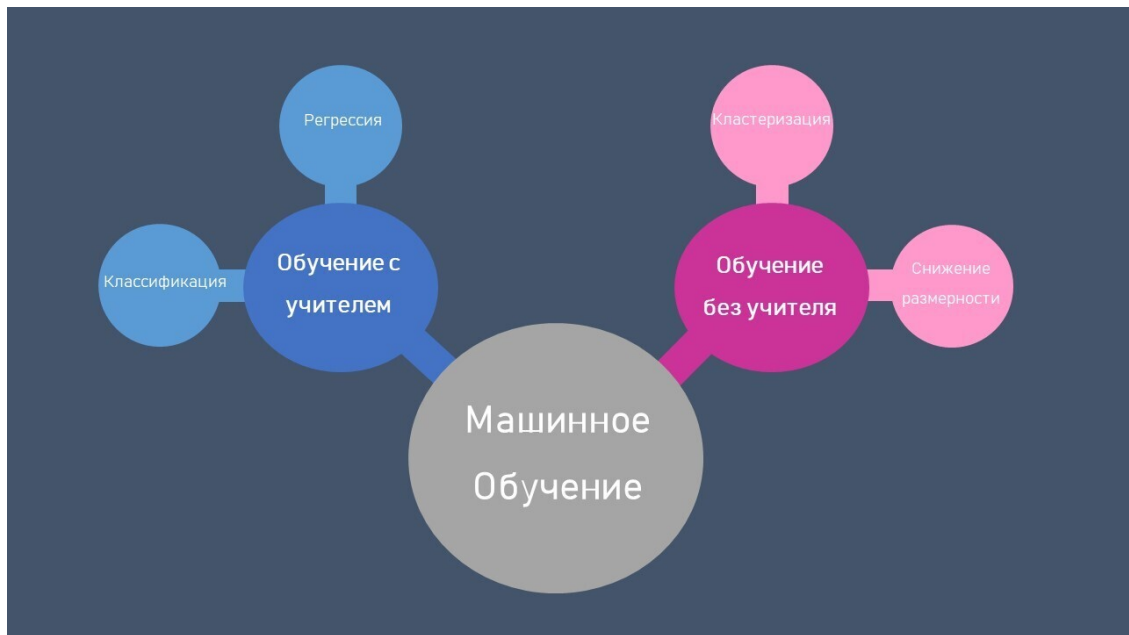 Регрессия
Кластеризация
Классификация
Обучение с
учителем
Обучение
без учителя
Снижение
размерности
Машинное
Обучение